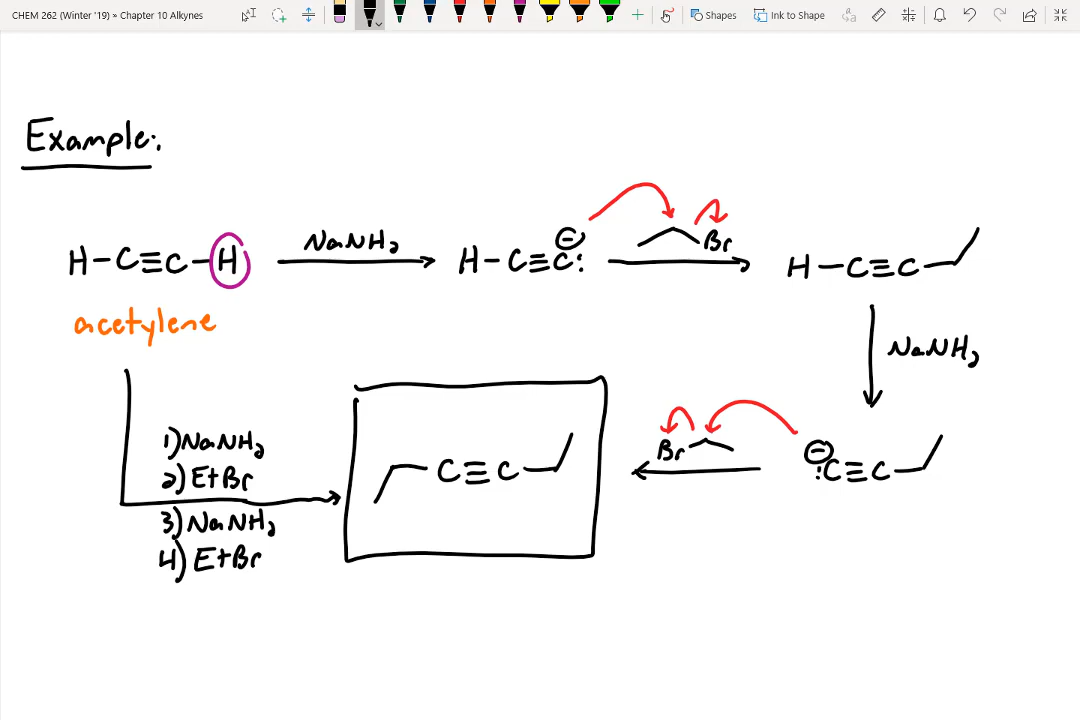 CHEM 262 (Winter '19) » Chapter 10 Alkynes
Shapes
Ink to Shape
Example:
H-C≡C-H
NaNH2
H-C≡C:⊖
Br
H-C≡C
acetylene
NaNH2
1) NaNH2
2) EtBr
3) NaNH2
4) EtBr
C≡C
Br
⊖:C≡C